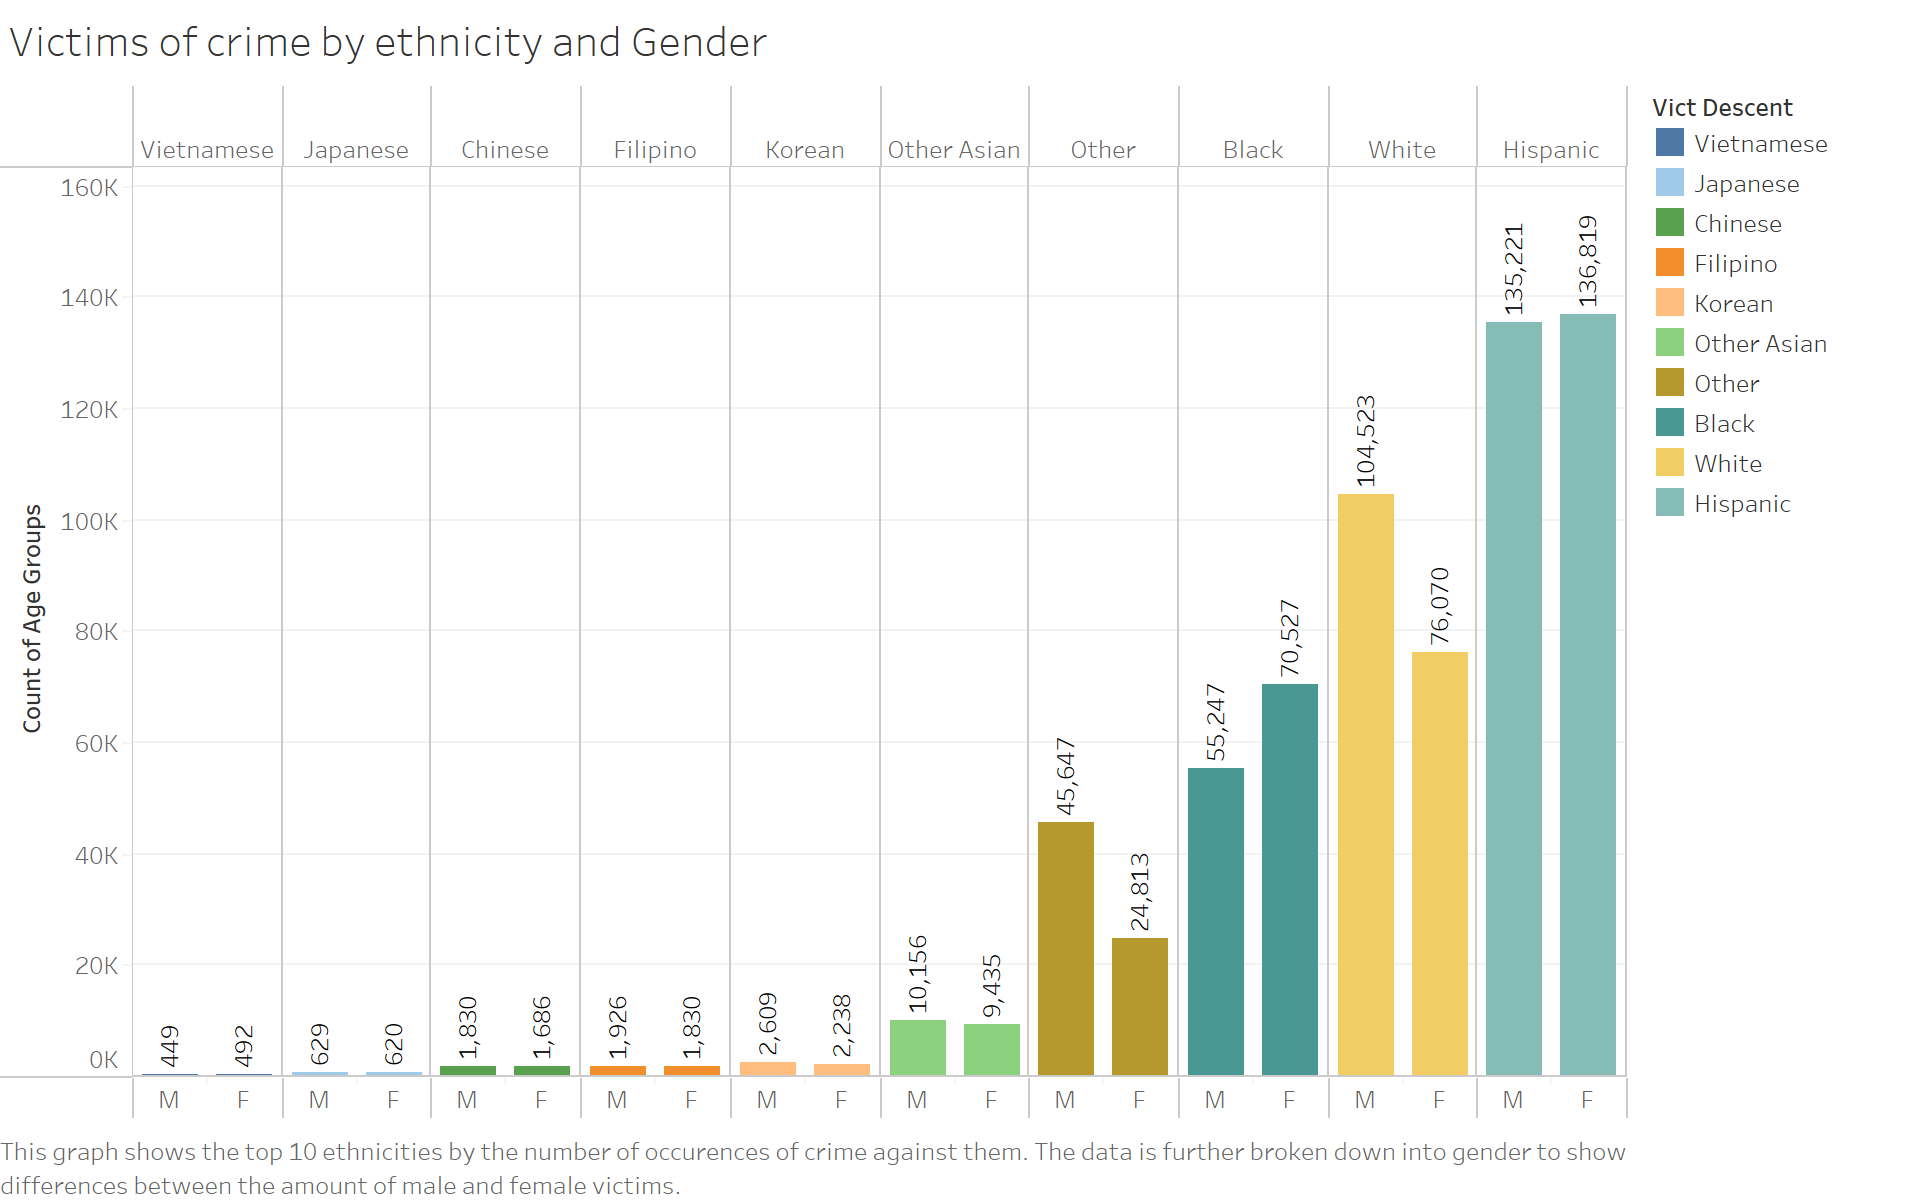 Victims of crime by ethnicity and Gender
Vietnamese Japanese Chinese Filipino Korean Other Asian Other Black White Hispanic
Vict Descent
Vietnamese
Japanese
Chinese
Filipino
Korean
Other Asian
Other
Black
White
Hispanic
Count of Age Groups
160K
140K
120K
100K
80K
60K
40K
20K
0K
449
492
629
620
1,830
1,686
1,926
1,830
2,609
2,238
10,156
9,435
45,647
24,813
55,247
70,527
104,523
76,070
135,221
136,819
M F M F M F M F M F M F M F M F M F M F
This graph shows the top 10 ethnicities by the number of occurences of crime against them. The data is further broken down into gender to show
differences between the amount of male and female victims.